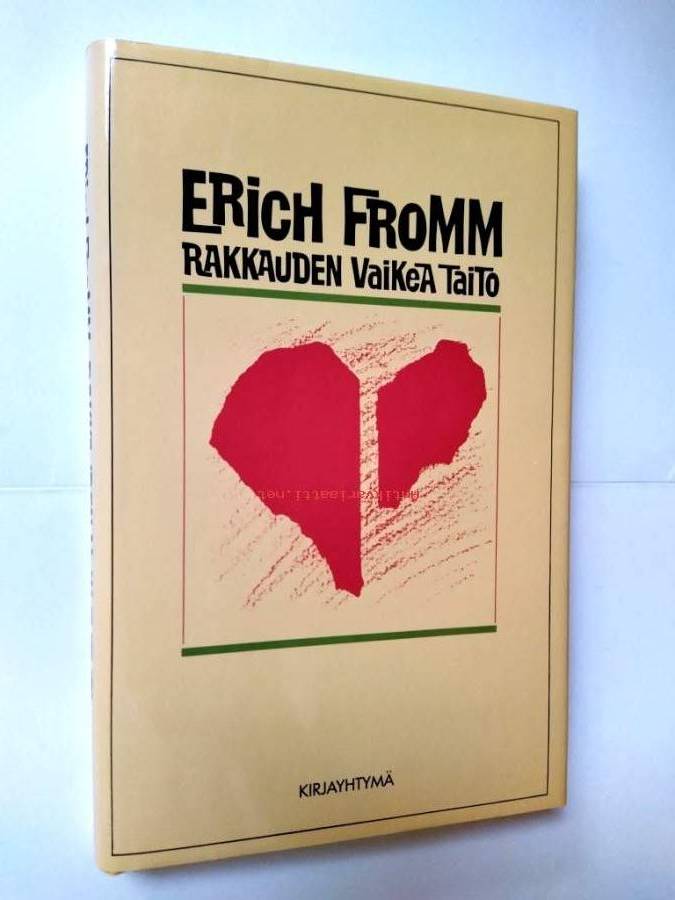 ERiCH FROMM
RAKKAUDEN VaiKeA TaiTO
Antikvariaatti.net
KIRJAYHTYMÄ